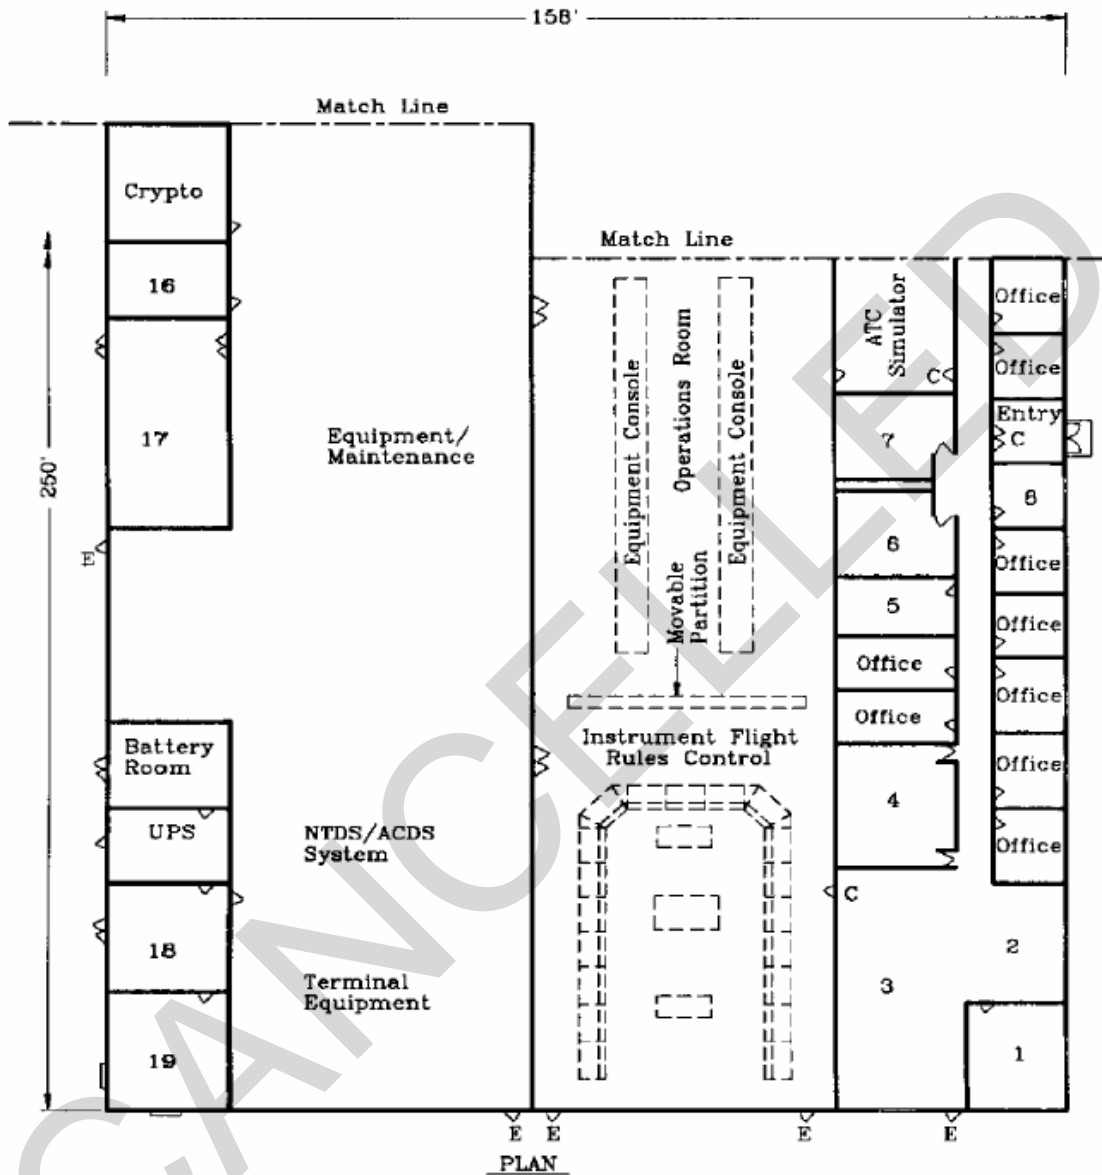 158'
Match Line
Crypto
Match Line
16
Office
ATC
Simulator
Operations Room
Equipment Console
Equipment Console
Office
C
Entry
C
17
Equipment/
Maintenance
7
250'
8
E
6
Office
5
Movable
Partition
Office
Office
Office
Office
Battery
Room
Instrument Flight
Rules Control
Office
UPS
NTDS/ACDS
System
4
Office
C
18
2
Terminal
Equipment
3
19
1
E
E
E
E
PLAN
CANCELLED